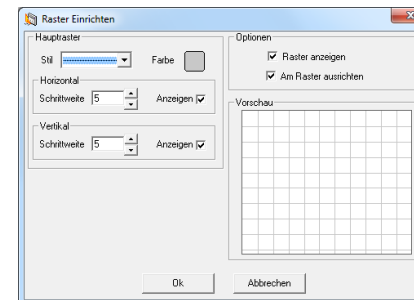 Raster Einrichten
Hauptraster
Stil
Farbe
Horizontal
Schrittweite 5 Anzeigen
Vertikal
Schrittweite 5 Anzeigen
Optionen
Raster anzeigen
Am Raster ausrichten
Vorschau
Ok
Abbrechen